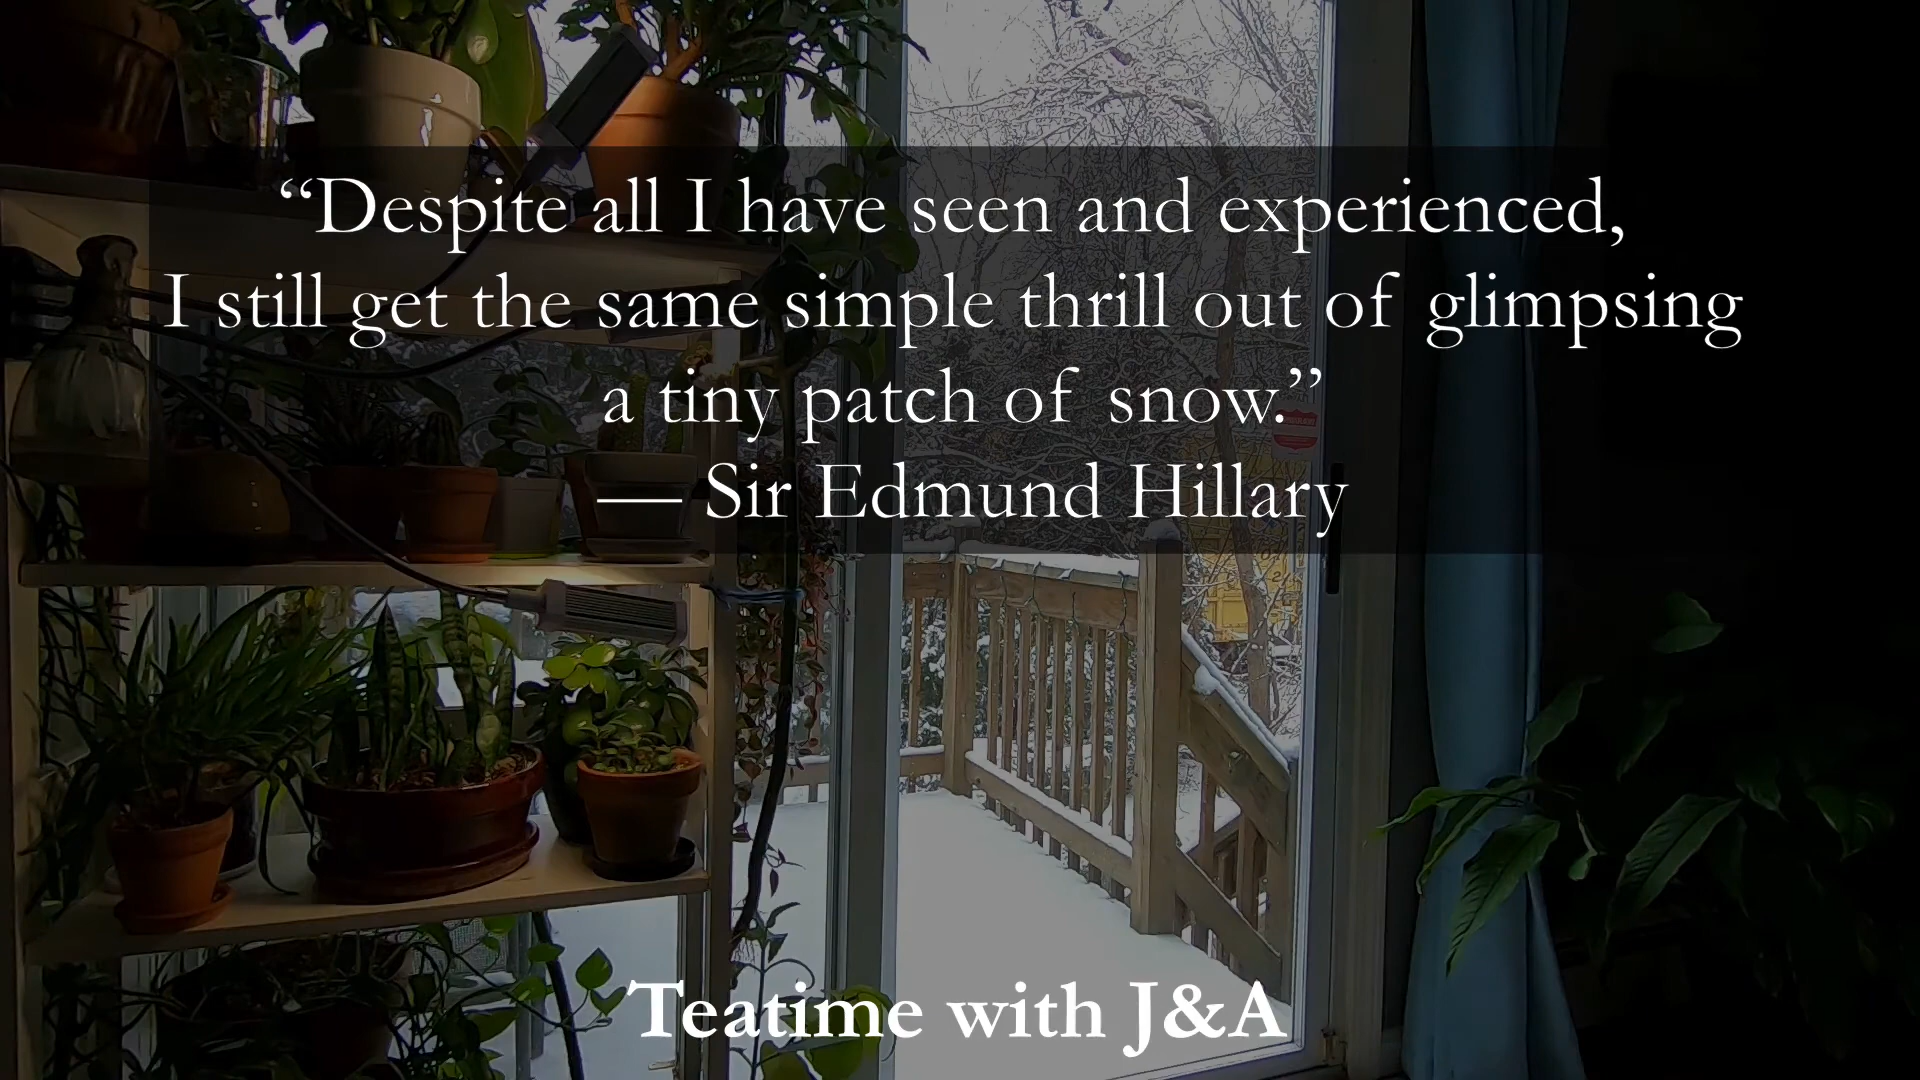 “Despite all I have seen and experienced,
I still get the same simple thrill out of glimpsing
a tiny patch of snow.”
— Sir Edmund Hillary
Teatime with J&A